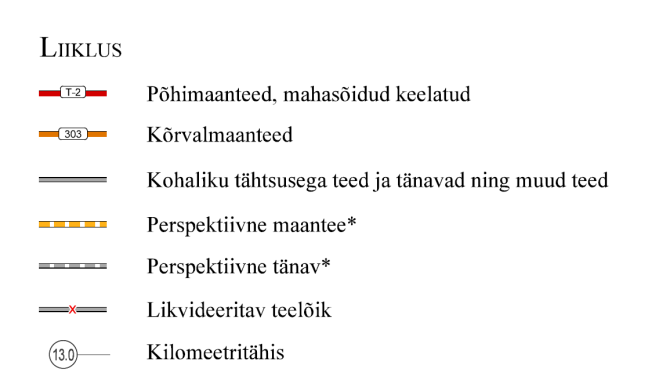 LIIKLUS
T-2 Põhimaanteed, mahasõidud keelatud
303 Kõrvalmaanteed
Kohaliku tähtsusega teed ja tänavad ning muud teed
Perspektiivne maantee*
Perspektiivne tänav*
X Likvideeritav teelõik
13.0 Kilomeetritähis